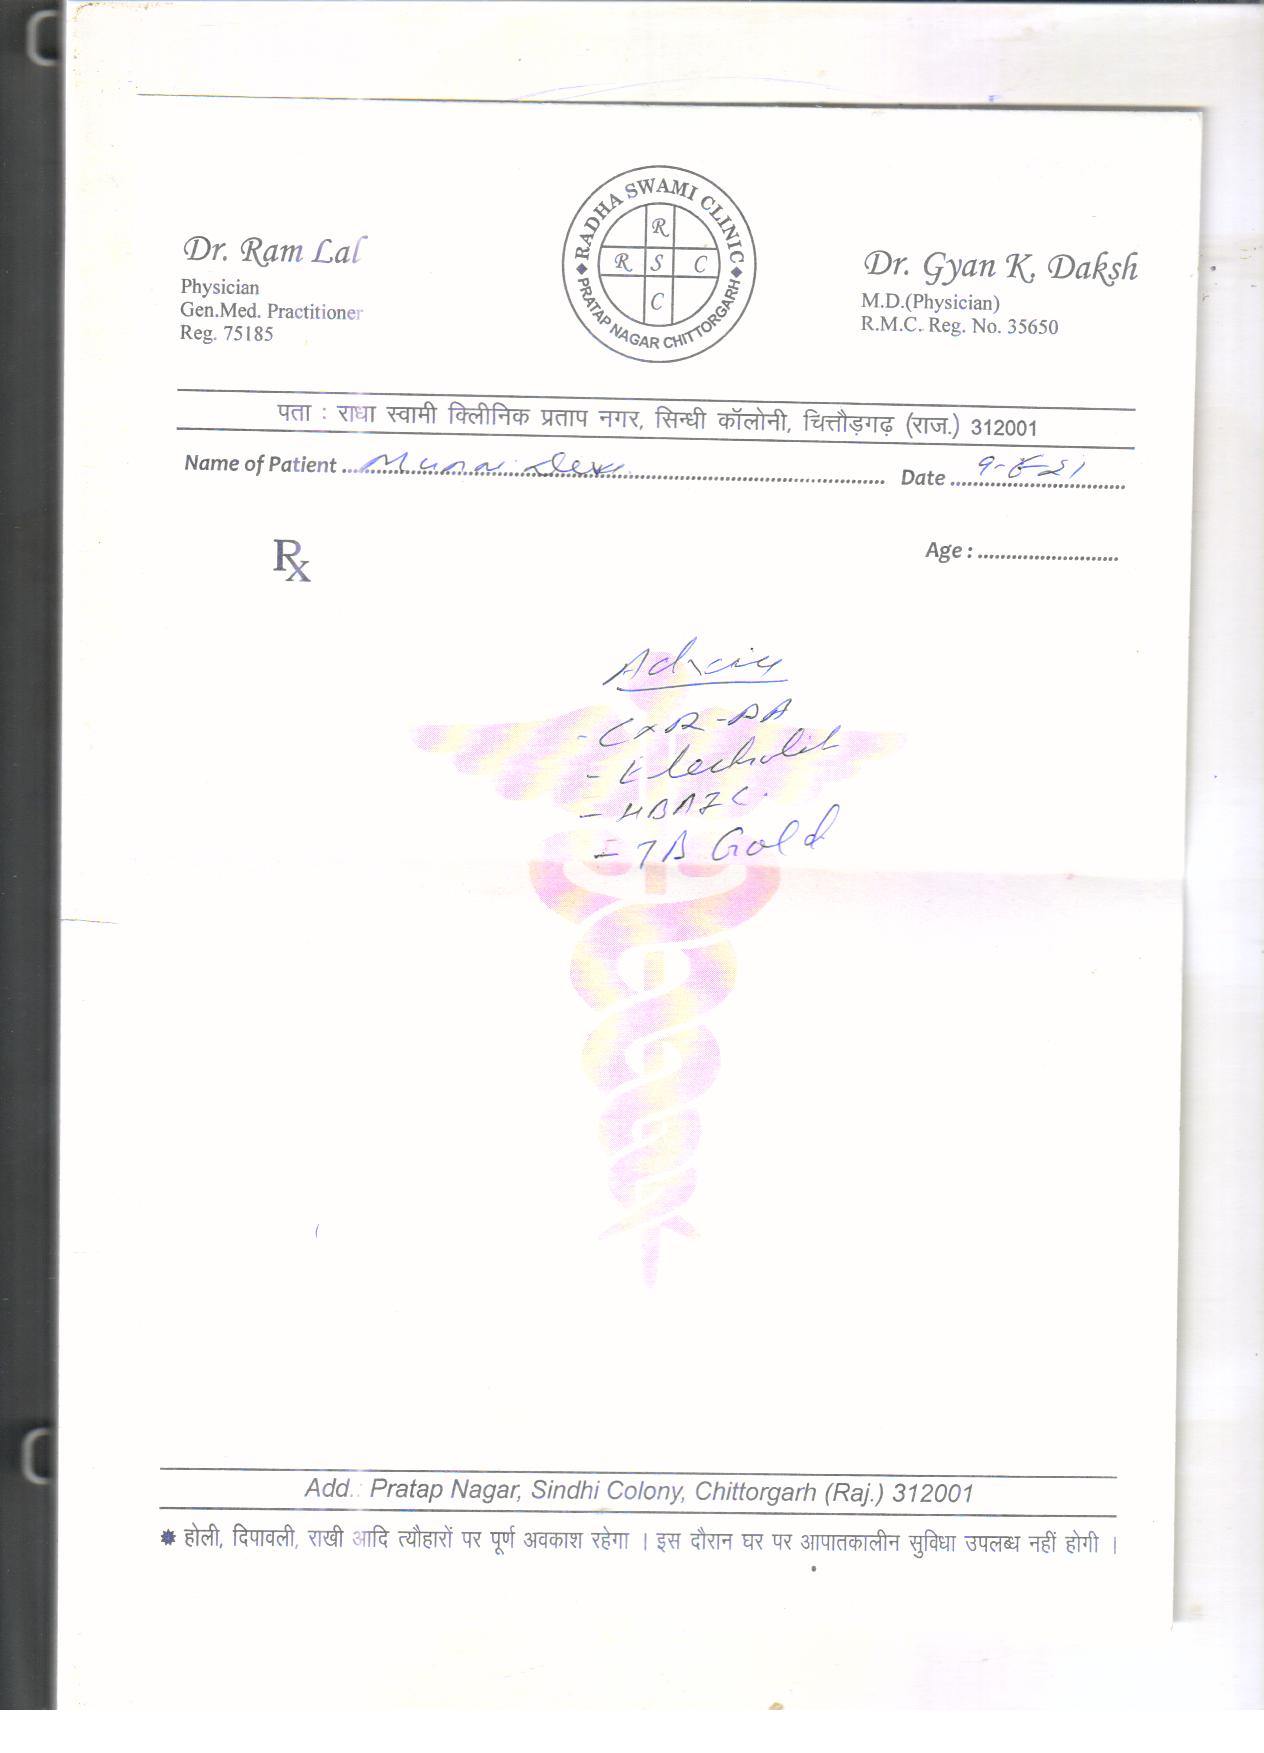 RADHA SWAMI CLINIC
PRATAP NAGAR CHITTORGARH
R
R S C
C
Dr. Ram Lal
Physician
Gen.Med. Practitioner
Reg. 75185
Dr. Gyan K. Daksh
M.D.(Physician)
R.M.C. Reg. No. 35650
पता : राधा स्वामी क्लिीनिक प्रताप नगर, सिन्धी कॉलोनी, चित्तौड़गढ़ (राज.) 312001
Name of Patient ... Date ...
Rx
Age : ...
- CXR - PA
- HBA1C.
- TB Gold
Add.: Pratap Nagar, Sindhi Colony, Chittorgarh (Raj.) 312001
होली, दिपावली, राखी आदि त्यौहारों पर पूर्ण अवकाश रहेगा । इस दौरान घर पर आपातकालीन सुविधा उपलब्ध नहीं होगी ।